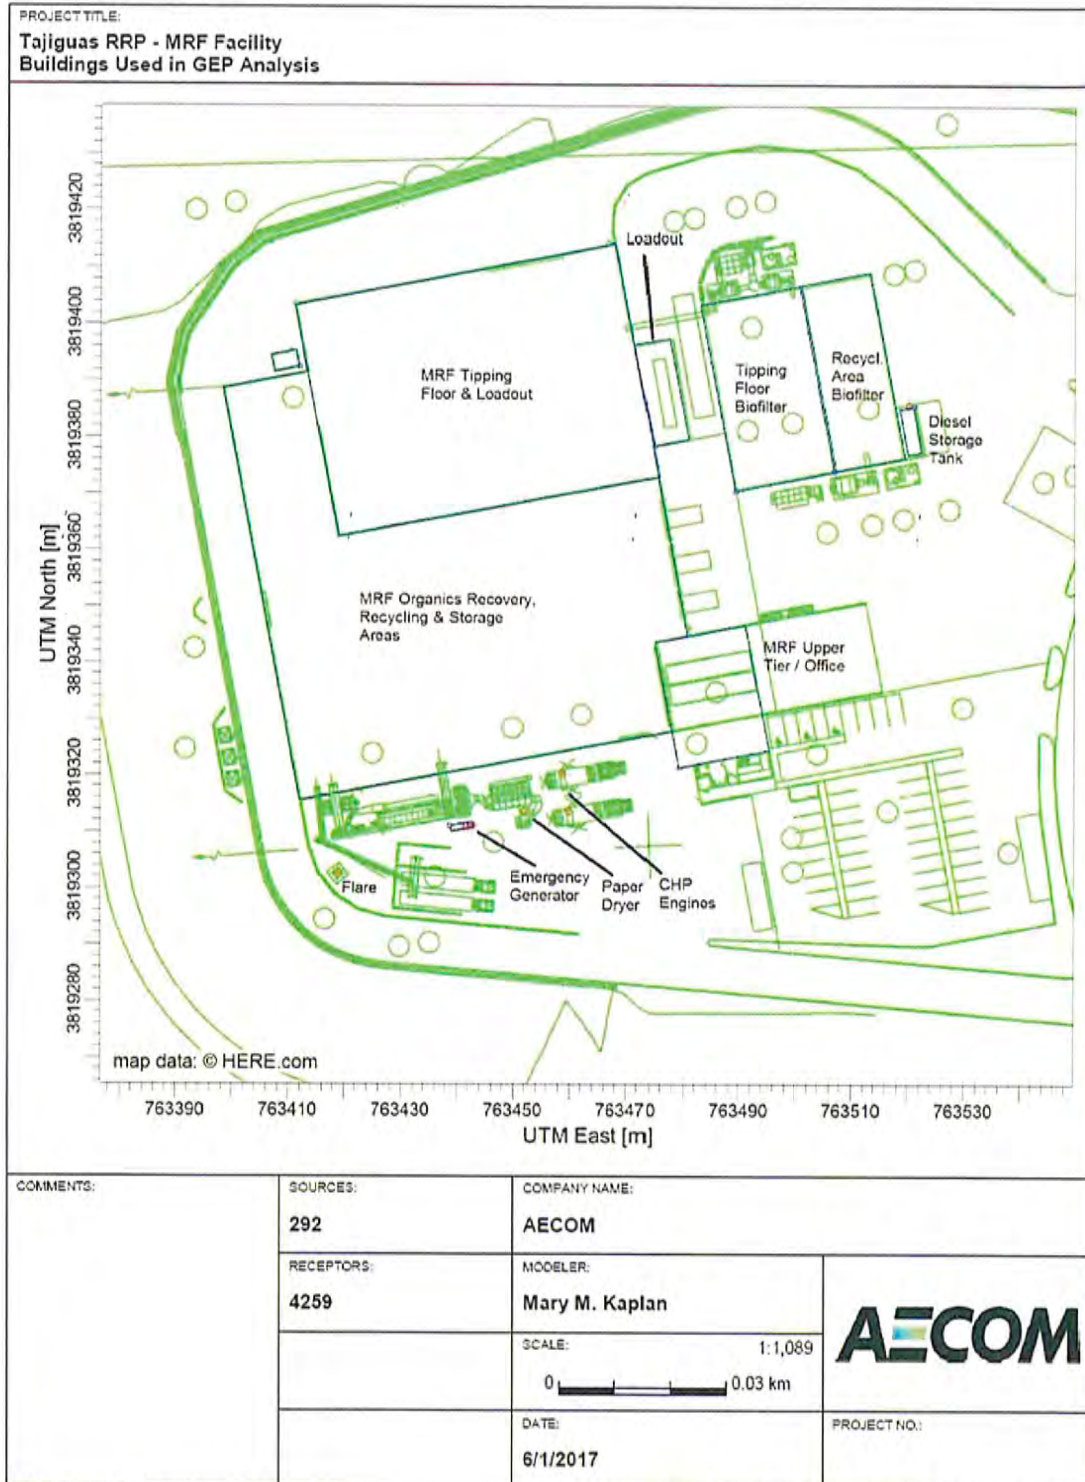 PROJECT TITLE:
Tajiguas RRP - MRF Facility
Buildings Used in GEP Analysis
3819420
3819400
3819380
3819360
3819340
3819320
3819300
3819280
UTM North [m]
Loadout
MRF Tipping
Floor & Loadout
Tipping
Floor
Biofilter
Recycl.
Area
Biofilter
Diesel
Storage
Tank
MRF Organics Recovery,
Recycling & Storage
Areas
MRF Upper
Tier / Office
Flare
Emergency
Generator
Paper
Dryer
CHP
Engines
map data: © HERE.com
763390
763410
763430
763450
763470
763490
763510
763530
UTM East [m]
COMMENTS:
SOURCES:
292
COMPANY NAME:
AECOM
RECEPTORS:
4259
MODELER:
Mary M. Kaplan
SCALE:
1:1,089
0
0.03 km
AECOM
DATE:
6/1/2017
PROJECT NO.: